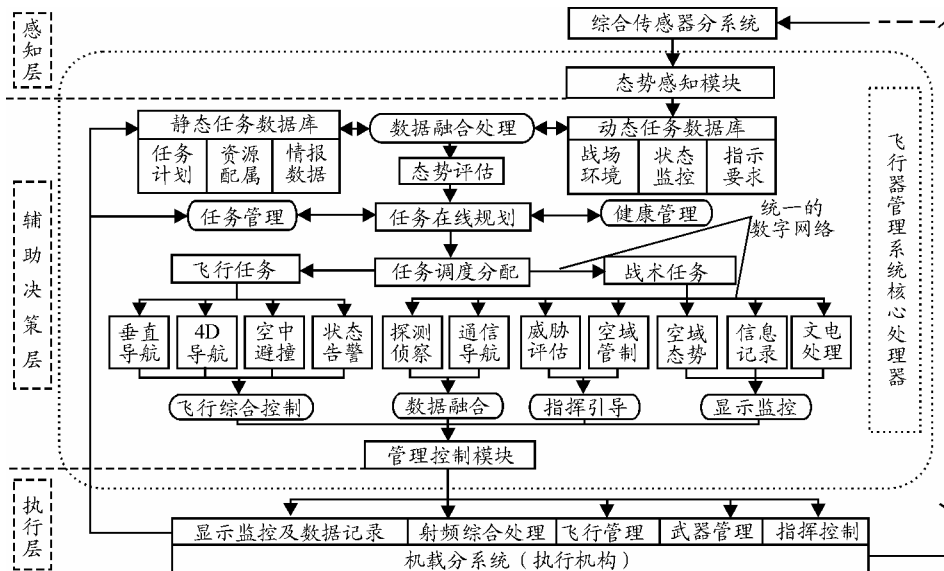 感知层
综合传感器分系统
态势感知模块
静态任务数据库
任务
计划
资源
配属
情报
数据
数据融合处理
动态任务数据库
战场
环境
状态
监控
指示
要求
态势评估
辅助决策层
任务管理
任务在线规划
健康管理
统一的
数字网络
飞行器管理系统核心处理器
飞行任务
任务调度分配
战术任务
垂直
导航
4D
导航
空中
避撞
状态
告警
探测
侦察
通信
导航
威胁
评估
空域
管制
空域
态势
信息
记录
文电
处理
飞行综合控制
数据融合
指挥引导
显示监控
管理控制模块
执行层
显示监控及数据记录
射频综合处理
飞行管理
武器管理
指挥控制
机载分系统（执行机构）